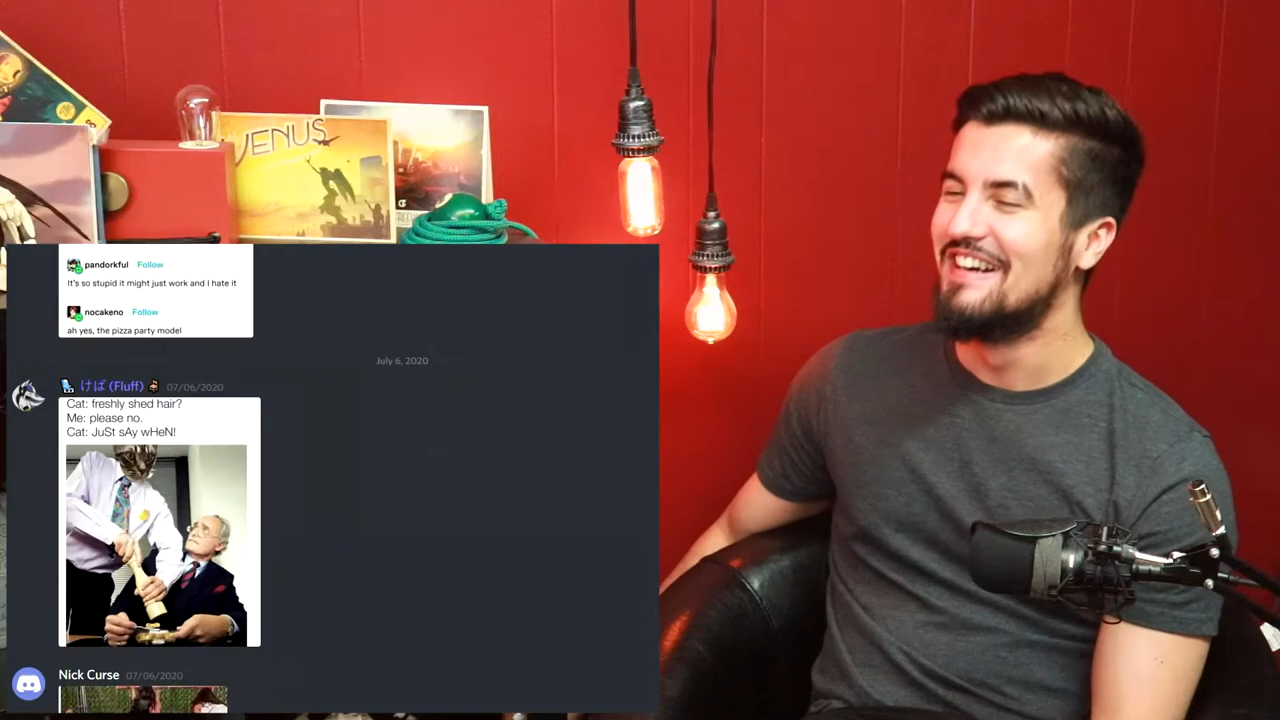 VENUS
pandorkful Follow
It's so stupid it might just work and I hate it
nocakeno Follow
ah yes, the pizza party model
July 6, 2020
けば (Fluff) 07/06/2020
Cat: freshly shed hair?
Me: please no.
Cat: JuSt sAy wHeN!
Nick Curse 07/06/2020